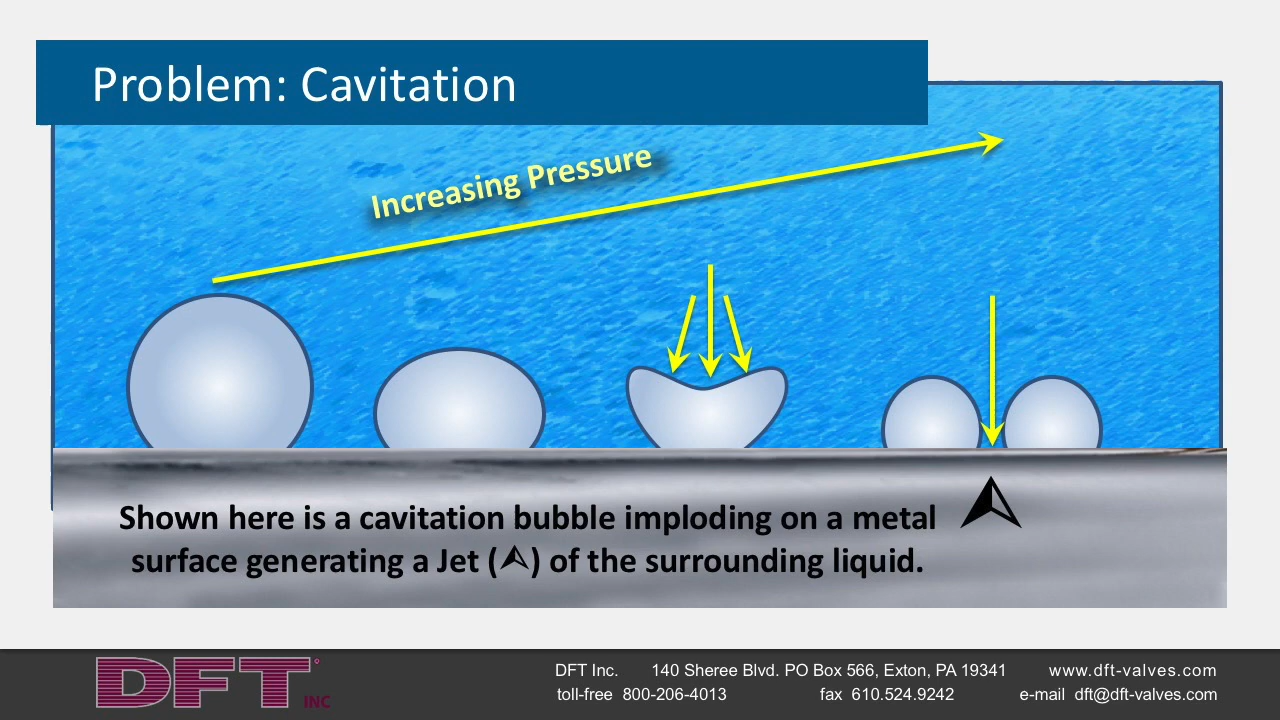 Problem: Cavitation
Increasing Pressure
Shown here is a cavitation bubble imploding on a metal
surface generating a Jet (⮝) of the surrounding liquid.
DFT INC
DFT Inc. 140 Sheree Blvd. PO Box 566, Exton, PA 19341 www.dft-valves.com
toll-free 800-206-4013 fax 610.524.9242 e-mail dft@dft-valves.com